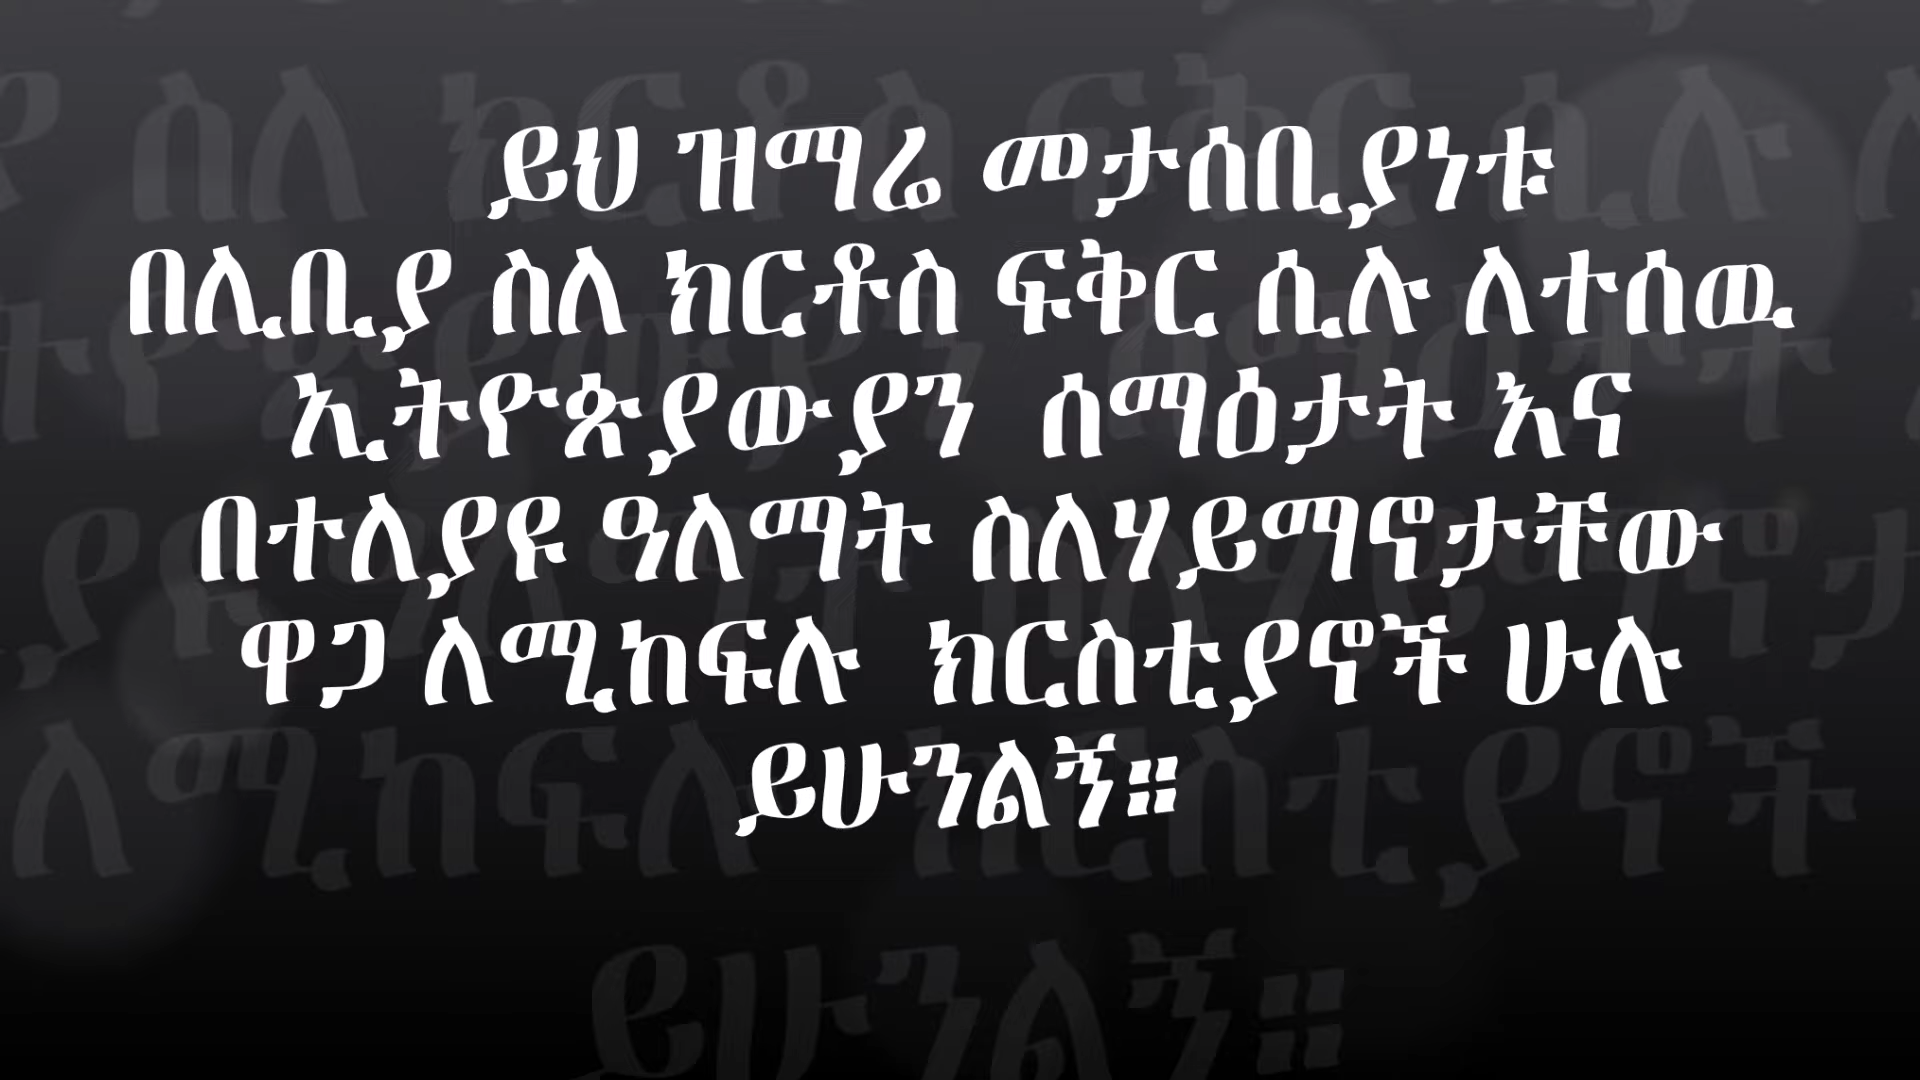 ይህ ዝማሬ መታሰቢያነቱ
በሊቢያ ስለ ክርቶስ ፍቅር ሲሉ ለተሰዉ
ኢትዮጵያውያን ሰማዕታት እና
በተለያዩ ዓለማት ስለሃይማኖታቸው
ዋጋ ለሚከፍሉ ክርስቲያኖች ሁሉ
ይሁንልኝ።